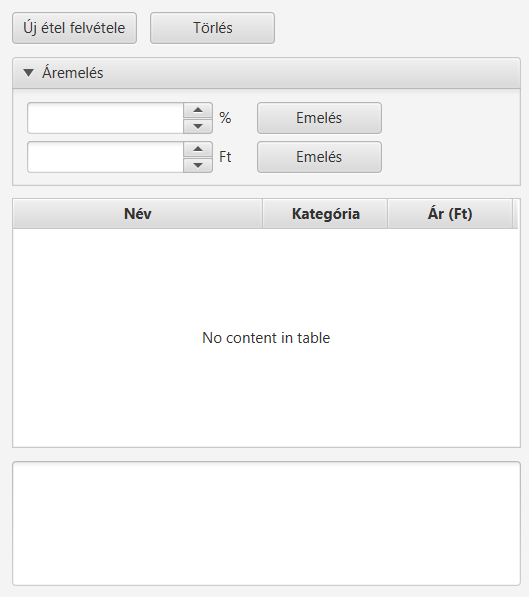 Új étel felvétele Törlés
Áremelés
% Emelés
Ft Emelés
Név Kategória Ár (Ft)
No content in table